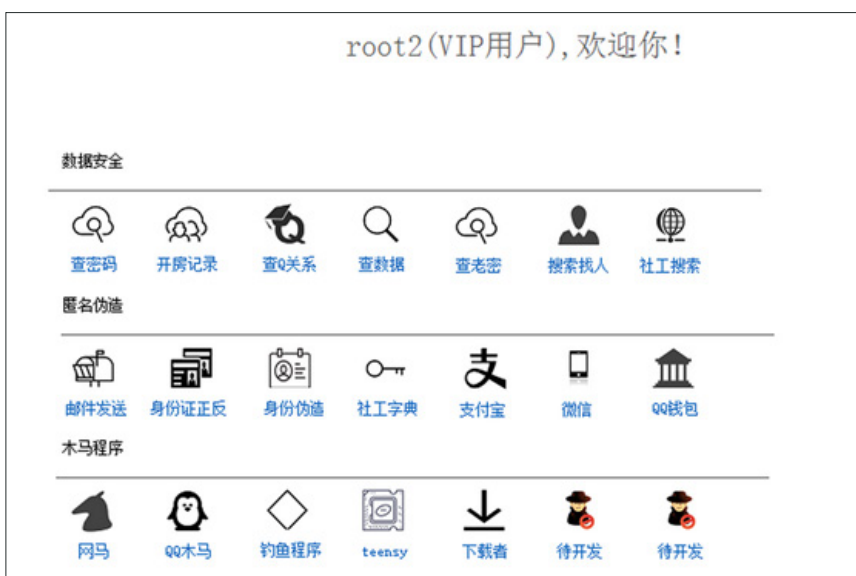 root2(VIP用户),欢迎你!
数据安全
查密码 开房记录 查Q关系 查数据 查老密 搜索找人 社工搜索
匿名伪造
邮件发送 身份证正反 身份伪造 社工字典 支付宝 微信 QQ钱包
木马程序
网马 QQ木马 钓鱼程序 teensy 下载者 待开发 待开发